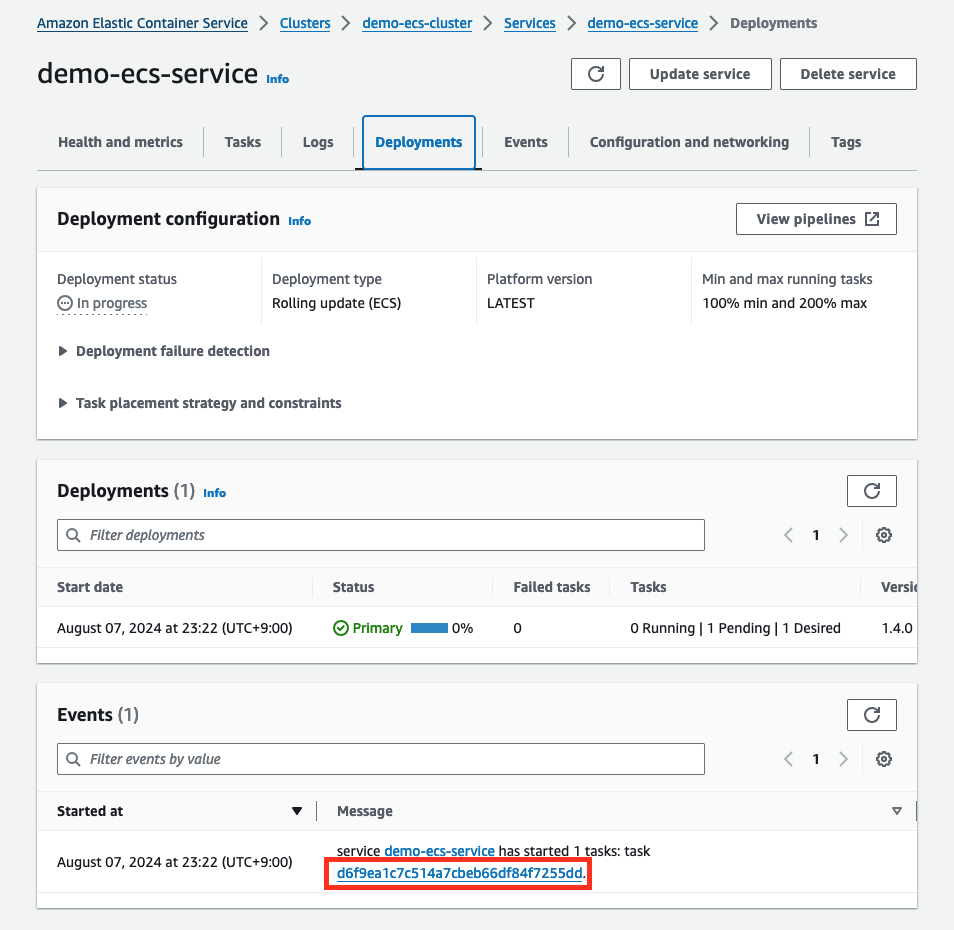 Amazon Elastic Container Service > Clusters > demo-ecs-cluster > Services > demo-ecs-service > Deployments
demo-ecs-service Info
Update service
Delete service
Health and metrics
Tasks
Logs
Deployments
Events
Configuration and networking
Tags
Deployment configuration Info
View pipelines
Deployment status
Deployment type
Platform version
Min and max running tasks
In progress
Rolling update (ECS)
LATEST
100% min and 200% max
Deployment failure detection
Task placement strategy and constraints
Deployments (1) Info
Filter deployments
1
Start date
Status
Failed tasks
Tasks
Versio
August 07, 2024 at 23:22 (UTC+9:00)
Primary 0%
0
0 Running | 1 Pending | 1 Desired
1.4.0
Events (1)
Filter events by value
1
Started at
Message
August 07, 2024 at 23:22 (UTC+9:00)
service demo-ecs-service has started 1 tasks: task
d6f9ea1c7c514a7cbeb66df84f7255dd.